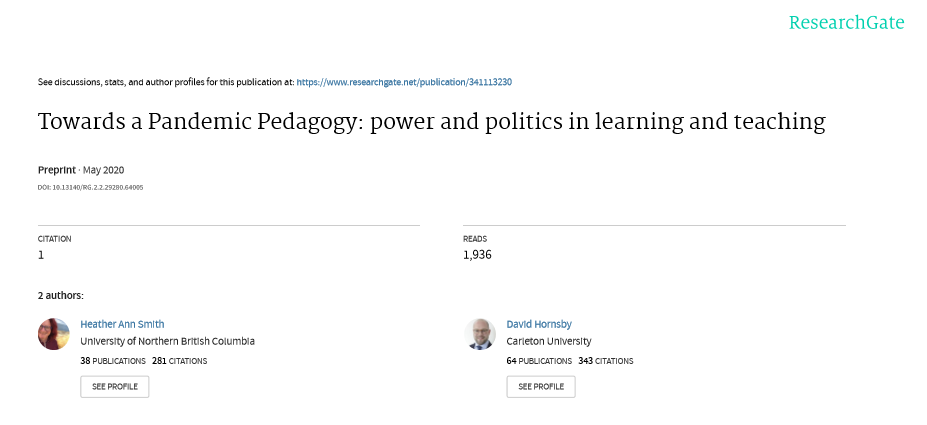 ResearchGate
See discussions, stats, and author profiles for this publication at: https://www.researchgate.net/publication/341113230
Towards a Pandemic Pedagogy: power and politics in learning and teaching
Preprint · May 2020
DOI: 10.13140/RG.2.2.29280.64005
CITATION
1
READS
1,936
2 authors:
Heather Ann Smith
University of Northern British Columbia
38 PUBLICATIONS 281 CITATIONS
SEE PROFILE
David Hornsby
Carleton University
64 PUBLICATIONS 343 CITATIONS
SEE PROFILE